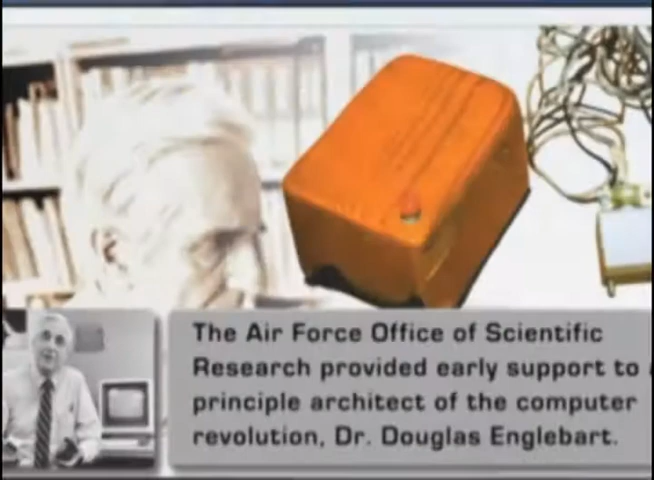 The Air Force Office of Scientific
Research provided early support to a
principle architect of the computer
revolution, Dr. Douglas Englebart.